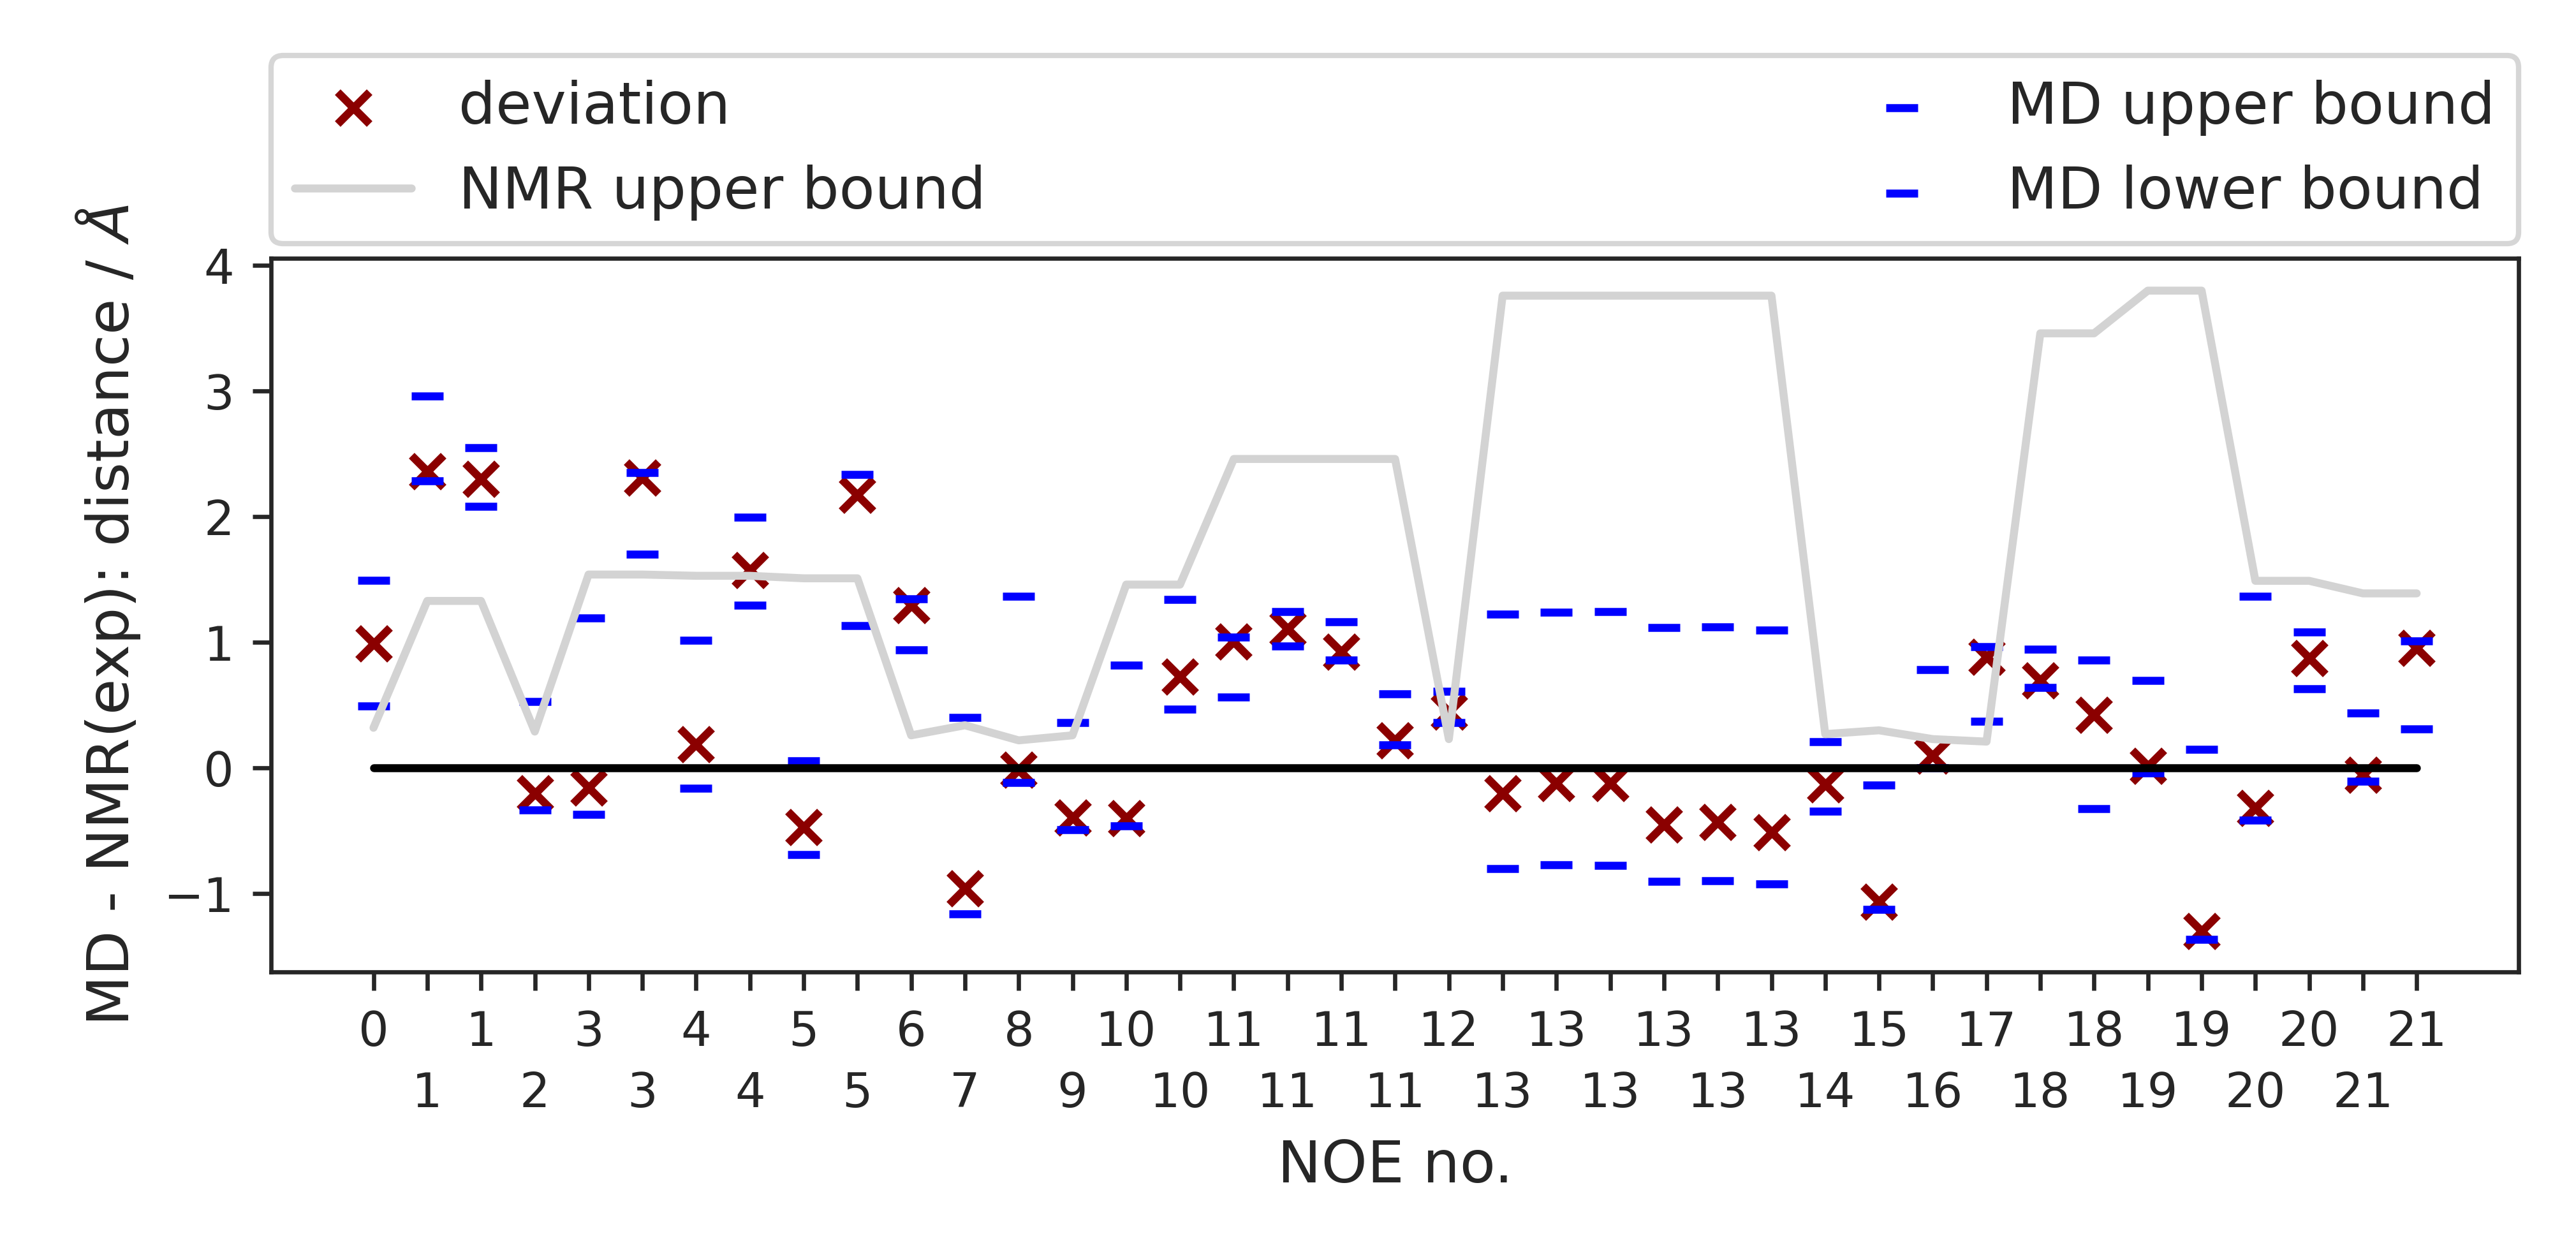 deviation
NMR upper bound
MD upper bound
MD lower bound
MD - NMR(exp): distance / Å
4
3
2
1
0
−1
0 1 3 4 5 6 8 10 11 11 12 13 13 13 15 17 18 19 20 21
1 2 3 4 5 7 9 10 11 11 13 13 13 14 16 18 19 20 21
NOE no.